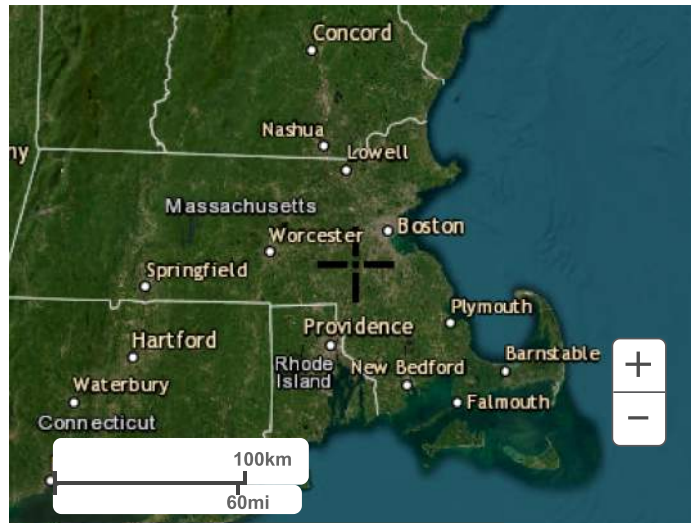 Concord
Nashua
ny
Lowell
Massachusetts
Boston
Worcester
Springfield
Plymouth
Providence
Hartford
Barnstable
Rhode
Island
New Bedford
Waterbury
Falmouth
Connecticut
100km
60mi
+
−